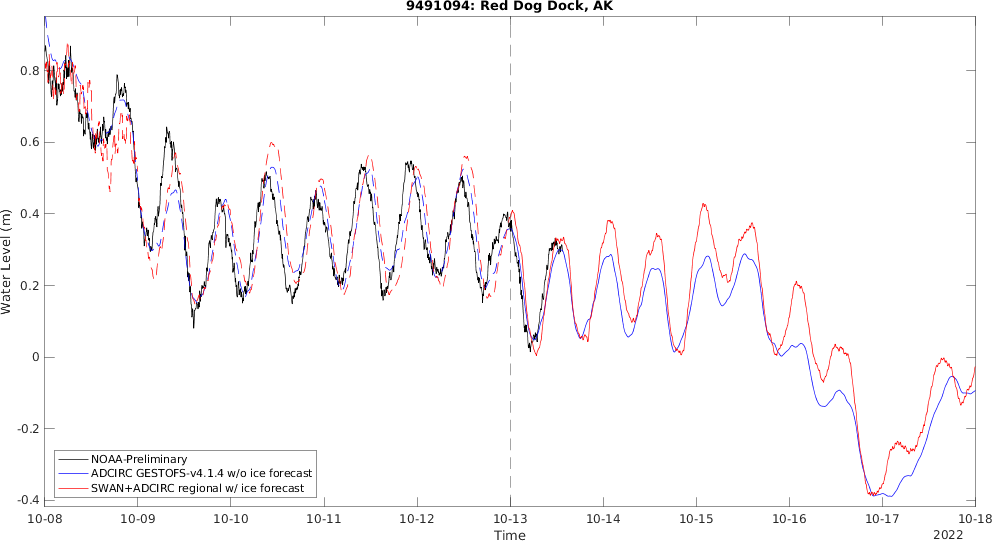 9491094: Red Dog Dock, AK
Water Level (m)
0.8
0.6
0.4
0.2
0
-0.2
-0.4
NOAA-Preliminary
ADCIRC GESTOFS-v4.1.4 w/o ice forecast
SWAN+ADCIRC regional w/ ice forecast
10-08 10-09 10-10 10-11 10-12 10-13 10-14 10-15 10-16 10-17 10-18
Time
2022